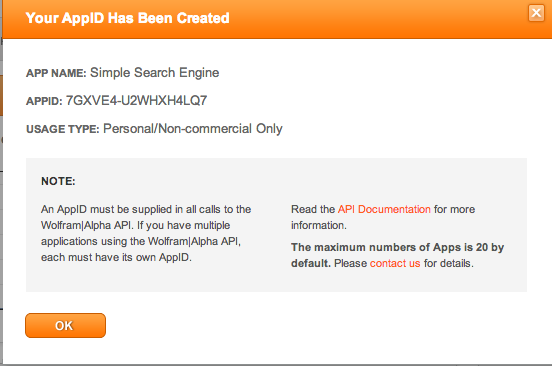 Your AppID Has Been Created
APP NAME: Simple Search Engine
APPID: 7GXVE4-U2WHXH4LQ7
USAGE TYPE: Personal/Non-commercial Only
NOTE:
An AppID must be supplied in all calls to the
Wolfram|Alpha API. If you have multiple
applications using the Wolfram|Alpha API,
each must have its own AppID.
Read the API Documentation for more
information.
The maximum numbers of Apps is 20 by
default. Please contact us for details.
OK